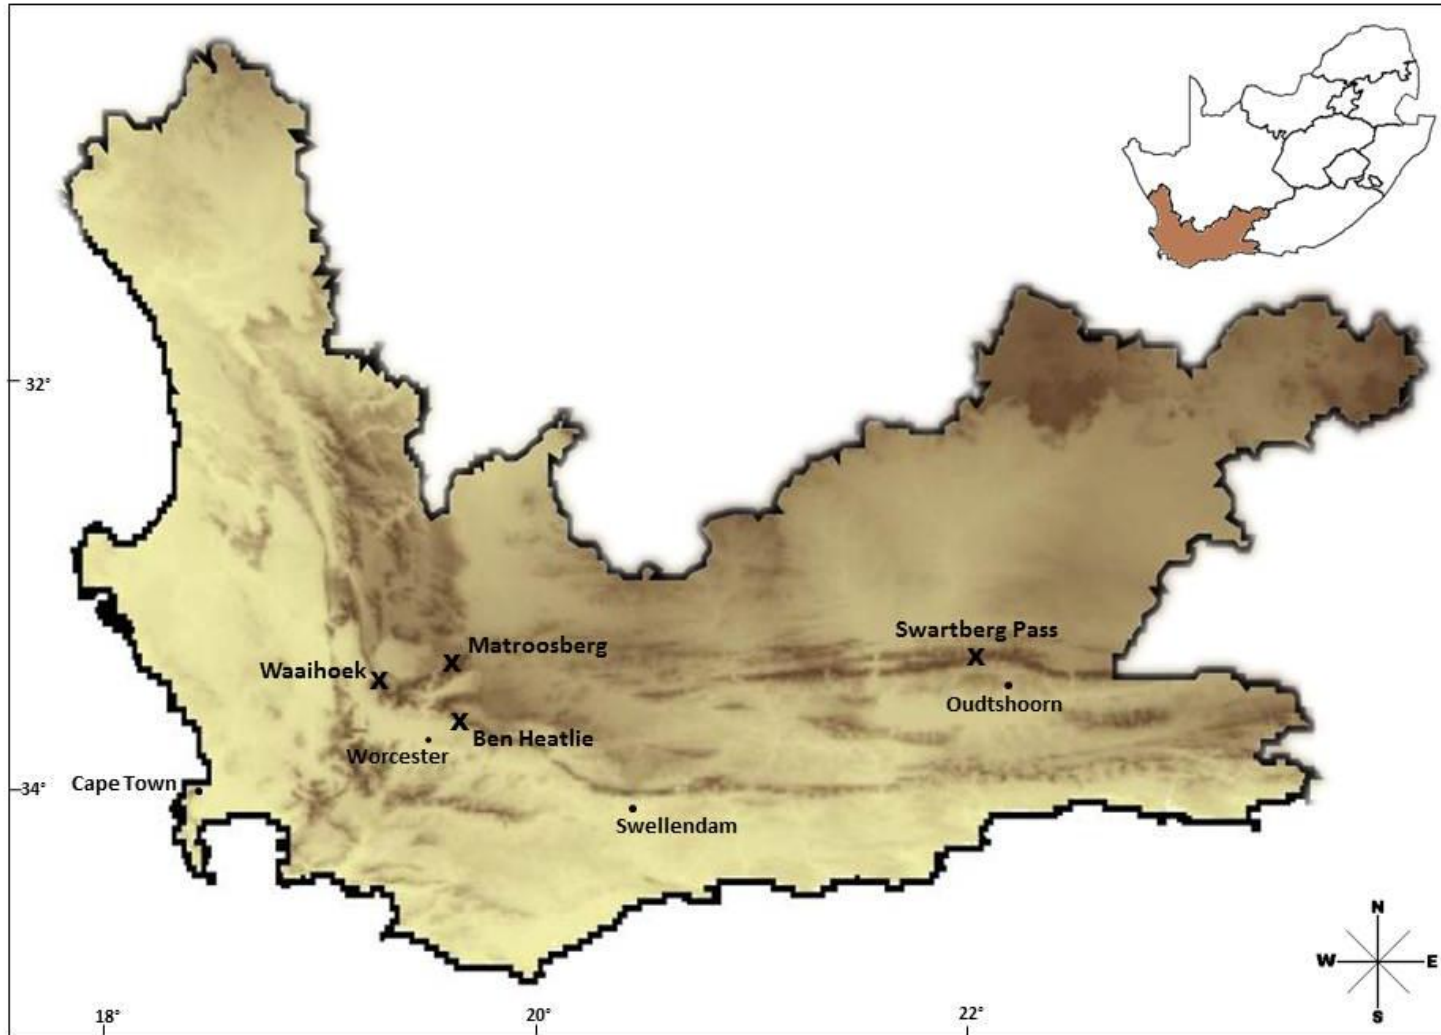 32°
Swartberg Pass
Matroosberg
Waaihoek
Oudtshoorn
Ben Heatlie
Worcester
Cape Town
34°
Swellendam
N
W
E
S
18°
20°
22°